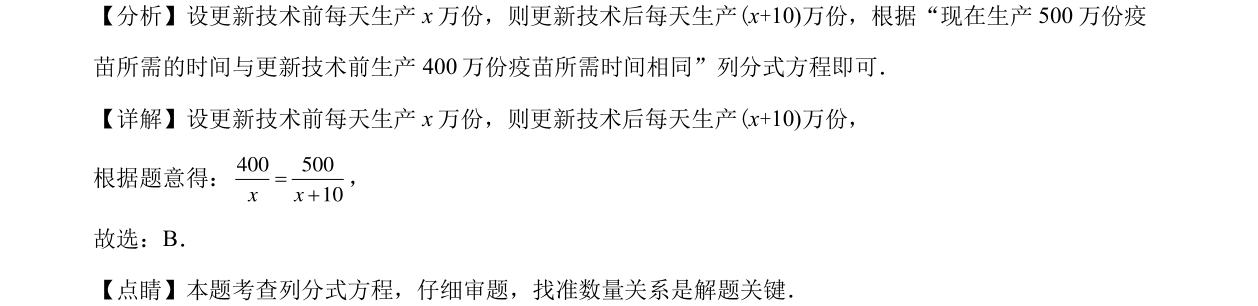 【分析】设更新技术前每天生产 x 万份，则更新技术后每天生产(x+10)万份，根据“现在生产 500 万份疫
苗所需的时间与更新技术前生产 400 万份疫苗所需时间相同”列分式方程即可．
【详解】设更新技术前每天生产 x 万份，则更新技术后每天生产(x+10)万份，
根据题意得：400/x = 500/(x+10)，
故选：B．
【点睛】本题考查列分式方程，仔细审题，找准数量关系是解题关键．